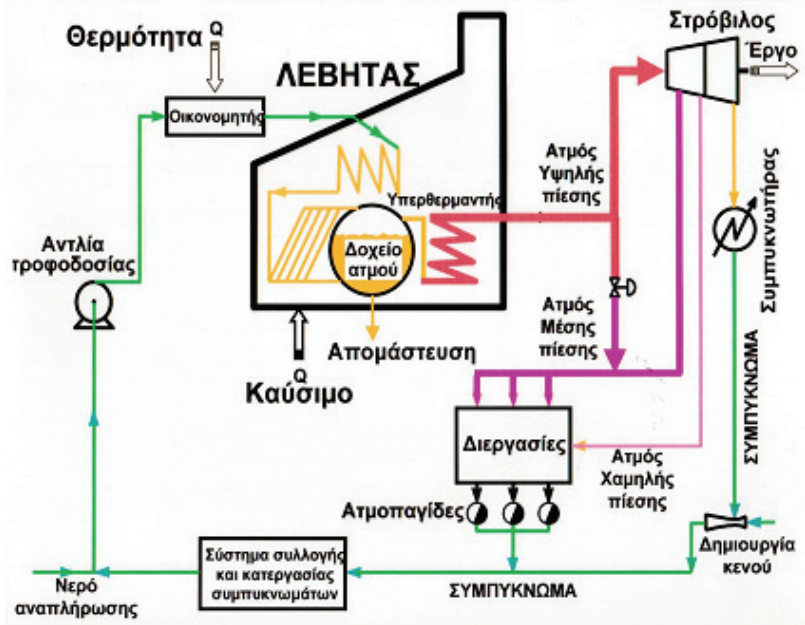 Θερμότητα Q
Στρόβιλος
Έργο
ΛΕΒΗΤΑΣ
Οικονομητής
Ατμός
Υψηλής
πίεσης
Υπερθερμαντής
Συμπυκνωτήρας
Αντλία
τροφοδοσίας
Δοχείο
ατμού
Ατμός
Μέσης
πίεσης
Απομάστευση
Q
Καύσιμο
ΣΥΜΠΥΚΝΩΜΑ
Διεργασίες
Ατμός
Χαμηλής
πίεσης
Ατμοπαγίδες
Δημιουργία
κενού
Σύστημα συλλογής
και κατεργασίας
συμπυκνωμάτων
Νερό
αναπλήρωσης
ΣΥΜΠΥΚΝΩΜΑ